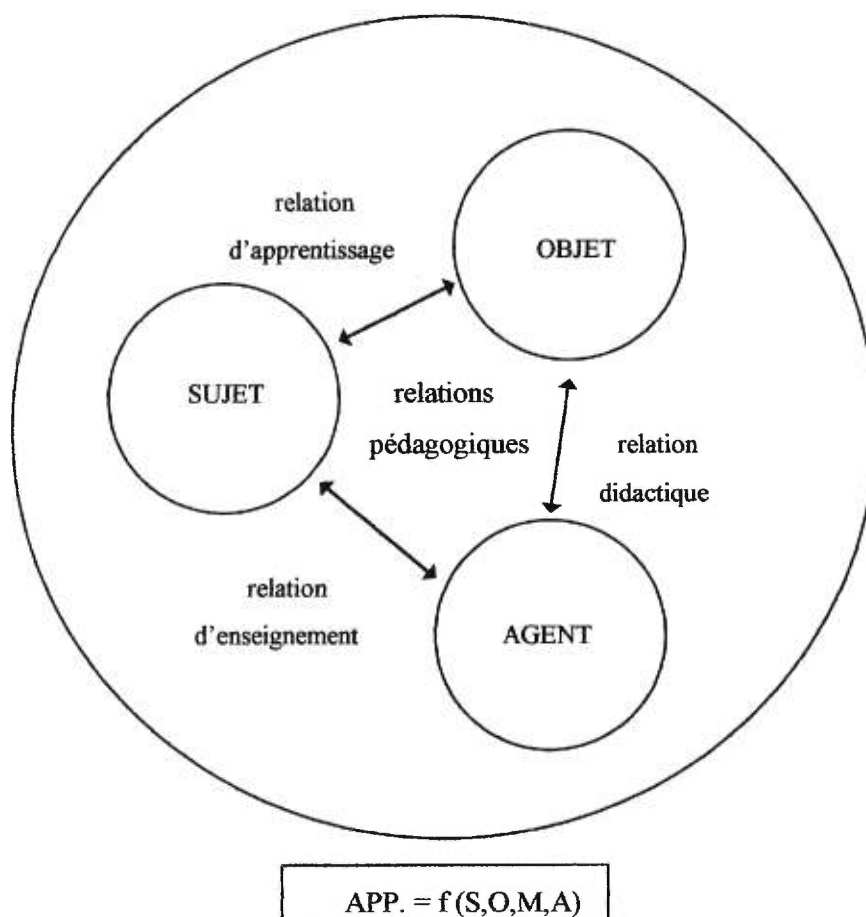 relation
d'apprentissage
OBJET
SUJET
relations
pédagogiques
relation
didactique
relation
d'enseignement
AGENT
APP. = f (S,O,M,A)